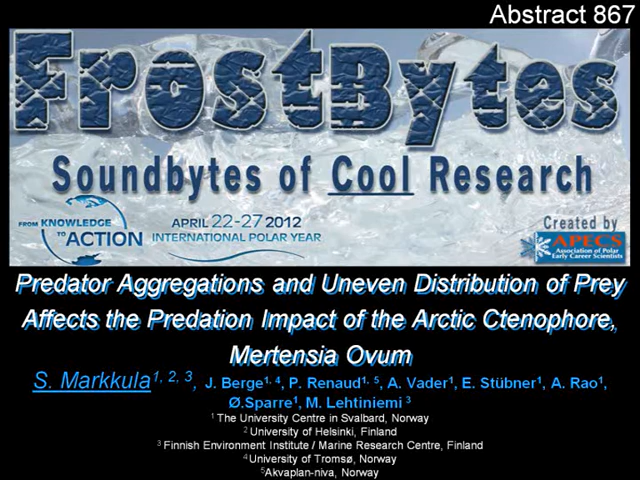 Abstract 867
FrostBytes
Soundbytes of Cool Research
FROM KNOWLEDGE
TO ACTION
APRIL 22-27 2012
INTERNATIONAL POLAR YEAR
Created by
APECS
Association of Polar
Early Career Scientists
Predator Aggregations and Uneven Distribution of Prey
Affects the Predation Impact of the Arctic Ctenophore,
Mertensia Ovum
S. Markkula1, 2, 3, J. Berge1, 4, P. Renaud1, 5, A. Vader1, E. Stübner1, A. Rao1,
Ø.Sparre1, M. Lehtiniemi 3
1 The University Centre in Svalbard, Norway
2 University of Helsinki, Finland
3 Finnish Environment Institute / Marine Research Centre, Finland
4 University of Tromsø, Norway
5Akvaplan-niva, Norway